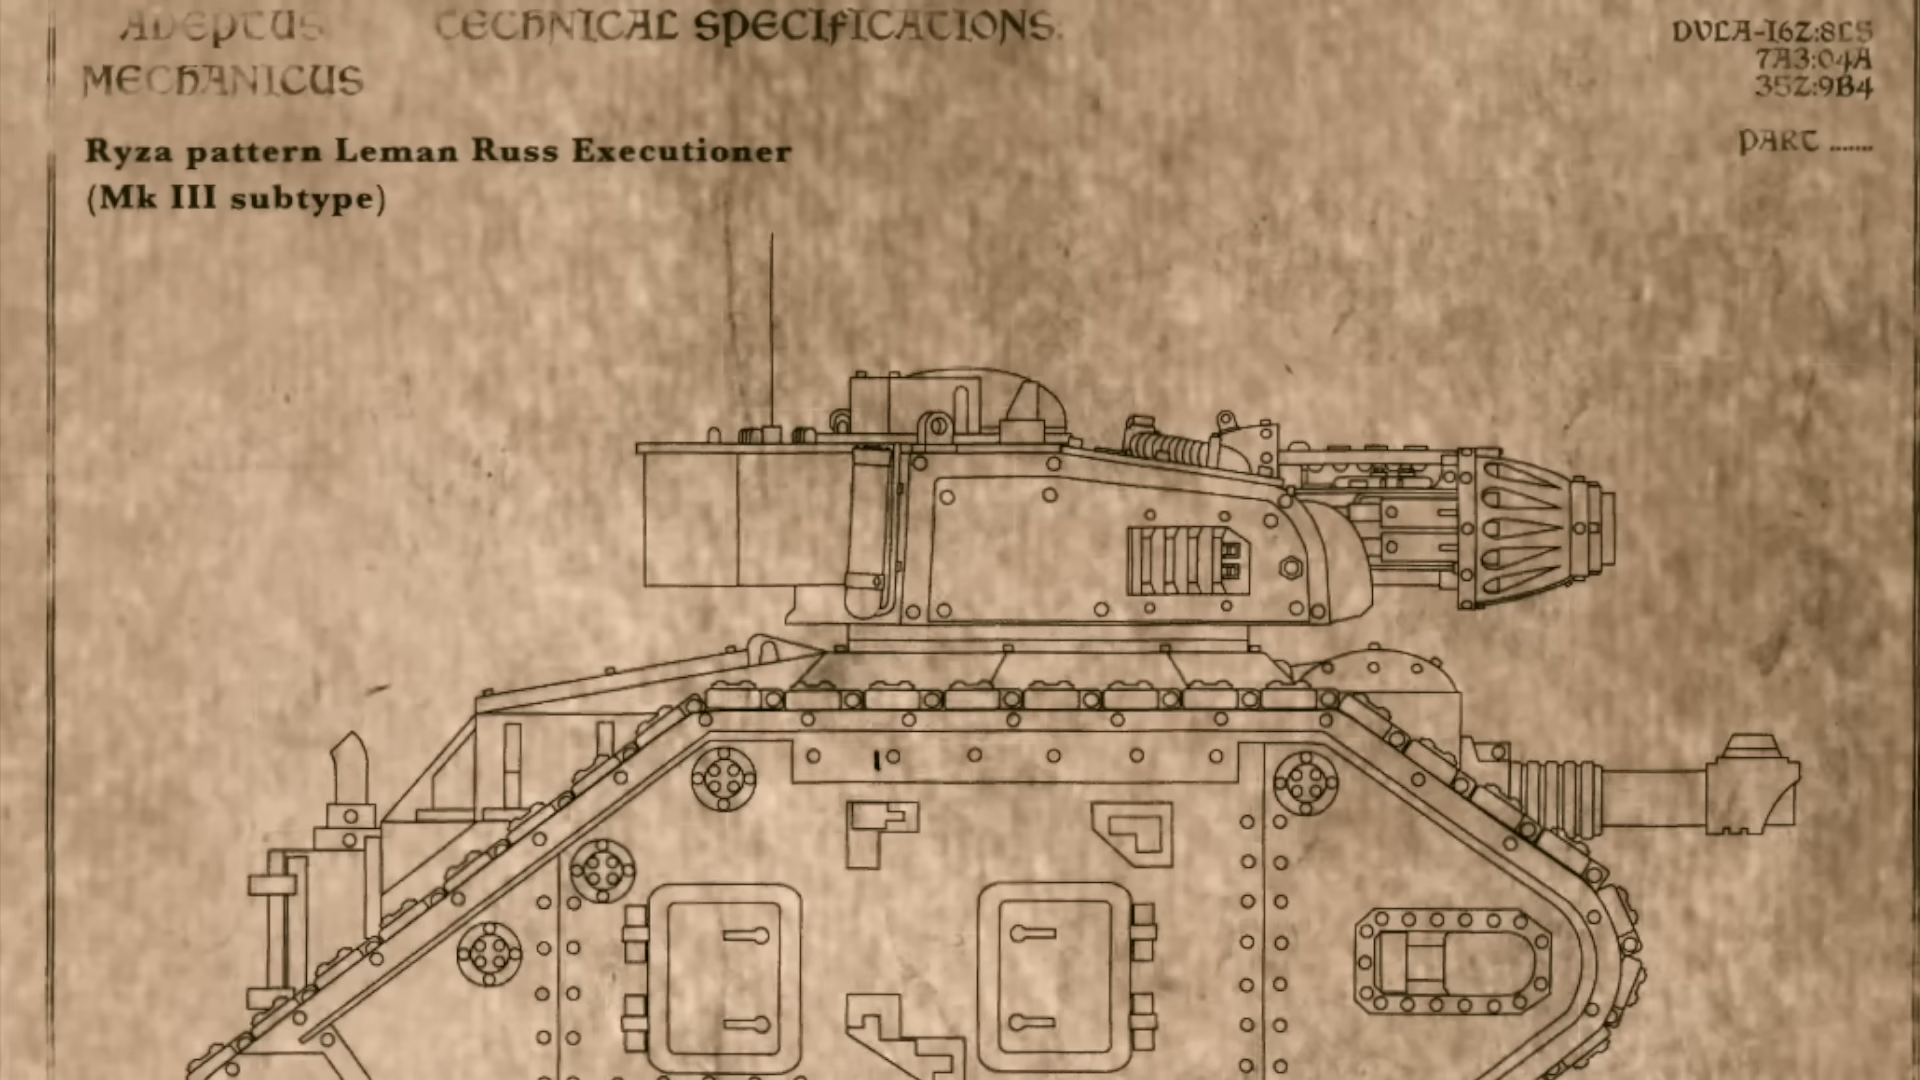 ADEPTUS
MECHANICUS
TECHNICAL SPECIFICATIONS.
DVLA-16Z:8LS
7A3:04A
35Z:9B4
PART .......
Ryza pattern Leman Russ Executioner
(Mk III subtype)